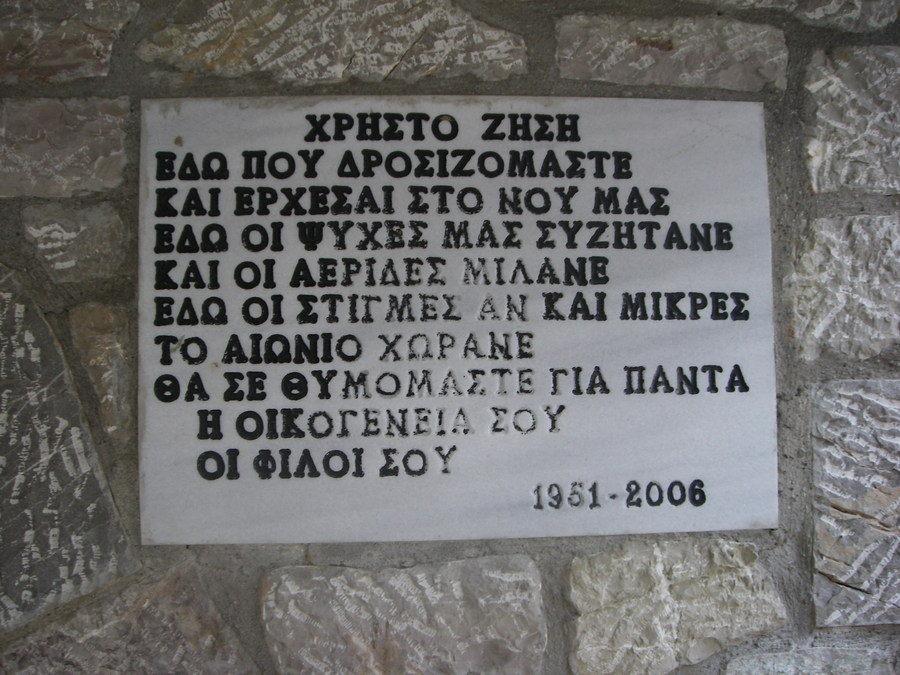 ΧΡΗΣΤΟ ΖΗΣΗ
ΕΔΩ ΠΟΥ ΔΡΟΣΙΖΟΜΑΣΤΕ
ΚΑΙ ΕΡΧΕΣΑΙ ΣΤΟ ΝΟΥ ΜΑΣ
ΕΔΩ ΟΙ ΨΥΧΕΣ ΜΑΣ ΣΥΖΗΤΑΝΕ
ΚΑΙ ΟΙ ΑΕΡΙΔΕΣ ΜΙΛΑΝΕ
ΕΔΩ ΟΙ ΣΤΙΓΜΕΣ ΑΝ ΚΑΙ ΜΙΚΡΕΣ
ΤΟ ΑΙΩΝΙΟ ΧΩΡΑΝΕ
ΘΑ ΣΕ ΘΥΜΟΜΑΣΤΕ ΓΙΑ ΠΑΝΤΑ
Η ΟΙΚΟΓΕΝΕΙΑ ΣΟΥ
ΟΙ ΦΙΛΟΙ ΣΟΥ
1951-2006